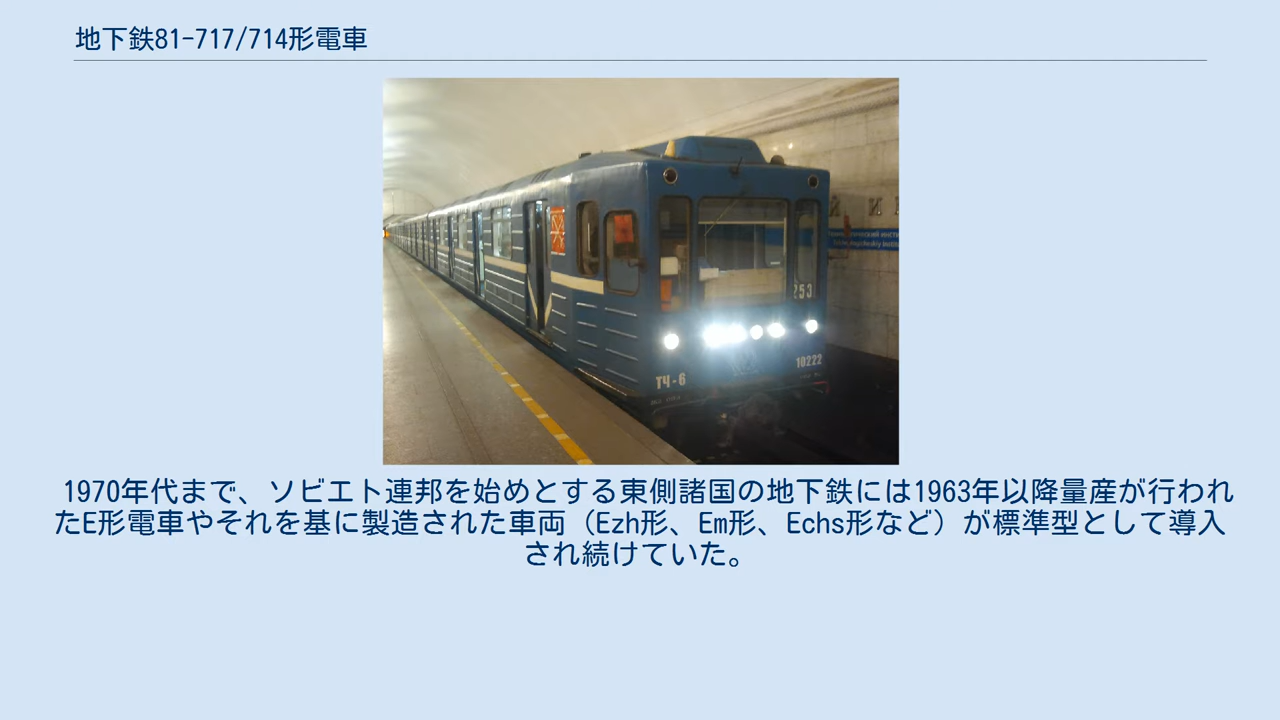 地下鉄81-717/714形電車
253
ТЧ-6
10222
1970年代まで、ソビエト連邦を始めとする東側諸国の地下鉄には1963年以降量産が行われ
たE形電車やそれを基に製造された車両（Ezh形、Em形、Echs形など）が標準型として導入
され続けていた。